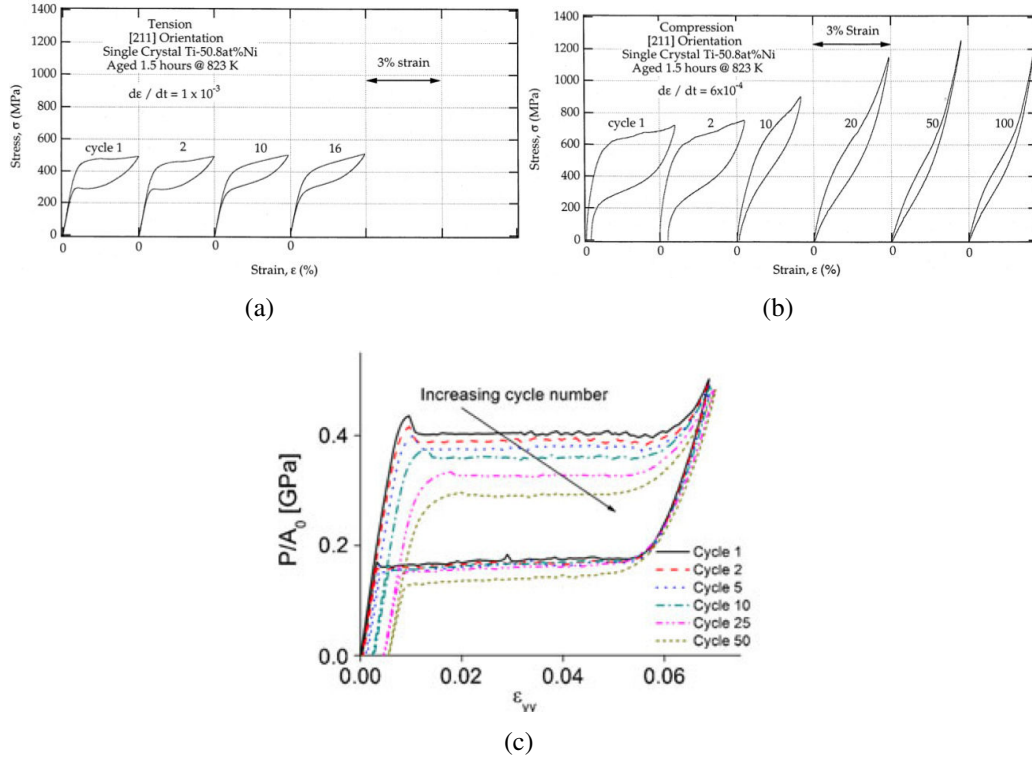 1400
1200
1000
800
600
400
200
0
Stress, σ (MPa)
Tension
[211] Orientation
Single Crystal Ti-50.8at%Ni
Aged 1.5 hours @ 823 K
dε / dt = 1 x 10-3
3% strain
cycle 1
2
10
16
0
0
0
0
Strain, ε (%)
(a)
1400
1200
1000
800
600
400
200
0
Stress, σ (MPa)
Compression
[211] Orientation
Single Crystal Ti-50.8at%Ni
Aged 1.5 hours @ 823 K
dε / dt = 6x10-4
3% Strain
cycle 1
2
10
20
50
100
0
0
0
0
0
0
Strain, ε (%)
(b)
Increasing cycle number
P/A0 [GPa]
0.4
0.2
0.0
Cycle 1
Cycle 2
Cycle 5
Cycle 10
Cycle 25
Cycle 50
0.00
0.02
0.04
0.06
εyy
(c)